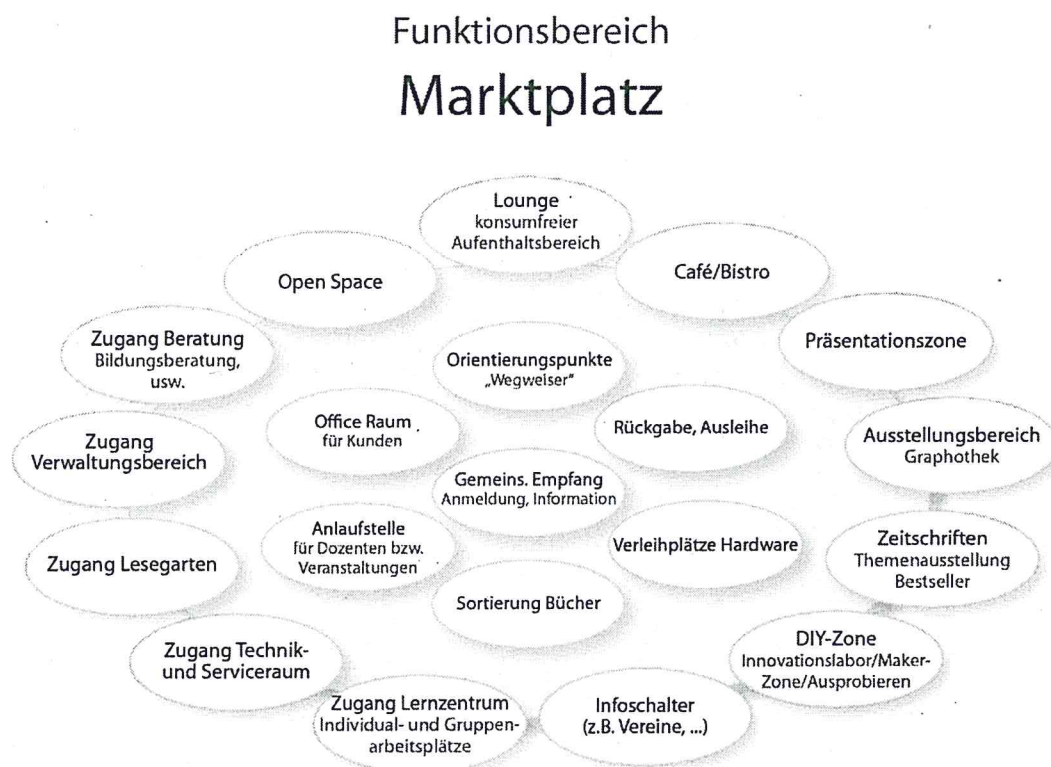 Funktionsbereich
Marktplatz
Lounge
konsumfreier
Aufenthaltsbereich
Open Space
Café/Bistro
Zugang Beratung
Bildungsberatung,
usw.
Orientierungspunkte
„Wegweiser“
Präsentationszone
Office Raum
für Kunden
Rückgabe, Ausleihe
Zugang
Verwaltungsbereich
Ausstellungsbereich
Graphothek
Gemeins. Empfang
Anmeldung, Information
Anlaufstelle
für Dozenten bzw.
Veranstaltungen
Verleihplätze Hardware
Zugang Lesegarten
Zeitschriften
Themenausstellung
Bestseller
Sortierung Bücher
Zugang Technik-
und Serviceraum
DIY-Zone
Innovationslabor/Maker-
Zone/Ausprobieren
Zugang Lernzentrum
Individual- und Gruppen-
arbeitsplätze
Infoschalter
(z.B. Vereine, ...)